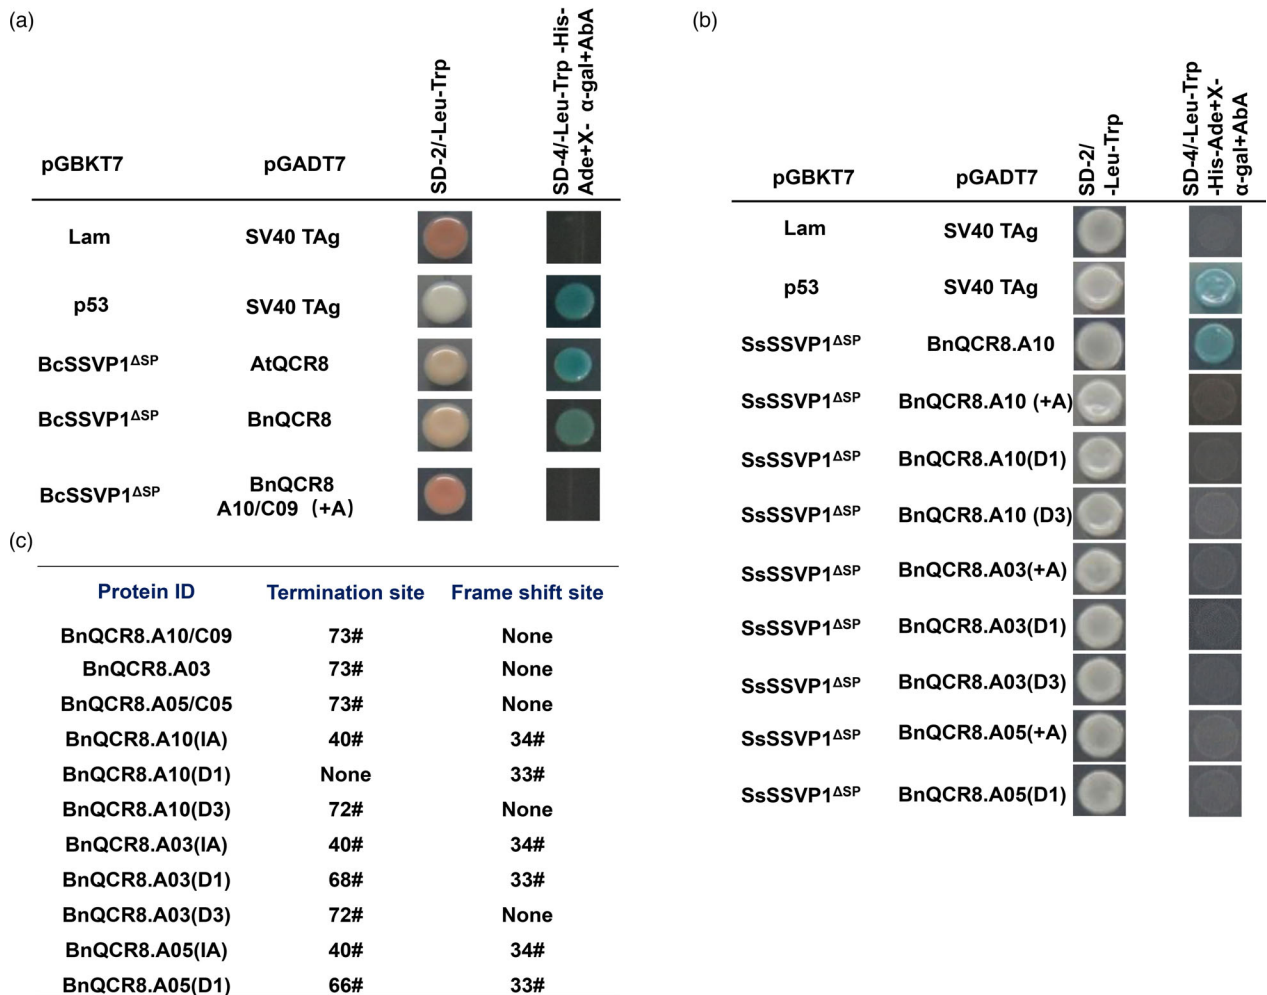 (a)
pGBKT7 pGADT7 SD-2/-Leu-Trp SD-4/-Leu-Trp -His-
Ade+X- α-gal+AbA
Lam SV40 TAg
p53 SV40 TAg
BcSSVP1ΔSP AtQCR8
BcSSVP1ΔSP BnQCR8
BcSSVP1ΔSP BnQCR8
A10/C09 (+A)
(b)
pGBKT7 pGADT7 SD-2/
-Leu-Trp
SD-4/-Leu-Trp
-His-Ade+X-
α-gal+AbA
Lam SV40 TAg
p53 SV40 TAg
SsSSVP1ΔSP BnQCR8.A10
SsSSVP1ΔSP BnQCR8.A10 (+A)
SsSSVP1ΔSP BnQCR8.A10(D1)
SsSSVP1ΔSP BnQCR8.A10 (D3)
SsSSVP1ΔSP BnQCR8.A03(+A)
SsSSVP1ΔSP BnQCR8.A03(D1)
SsSSVP1ΔSP BnQCR8.A03(D3)
SsSSVP1ΔSP BnQCR8.A05(+A)
SsSSVP1ΔSP BnQCR8.A05(D1)
(c)
Protein ID Termination site Frame shift site
BnQCR8.A10/C09 73# None
BnQCR8.A03 73# None
BnQCR8.A05/C05 73# None
BnQCR8.A10(IA) 40# 34#
BnQCR8.A10(D1) None 33#
BnQCR8.A10(D3) 72# None
BnQCR8.A03(IA) 40# 34#
BnQCR8.A03(D1) 68# 33#
BnQCR8.A03(D3) 72# None
BnQCR8.A05(IA) 40# 34#
BnQCR8.A05(D1) 66# 33#